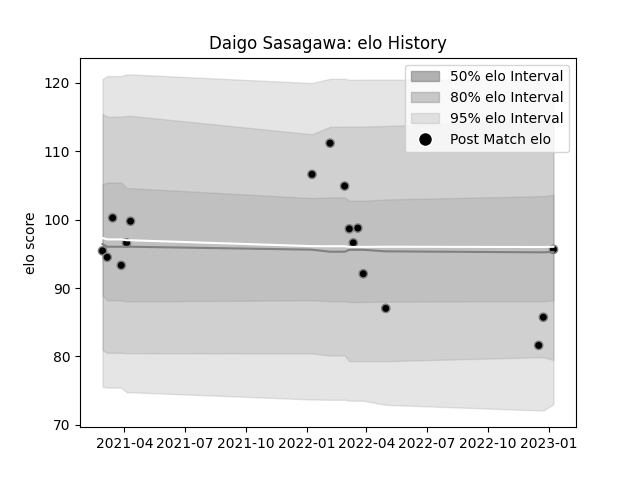 Daigo Sasagawa: elo History
50% elo Interval
80% elo Interval
95% elo Interval
Post Match elo
elo score
120
110
100
90
80
70
2021-04 2021-07 2021-10 2022-01 2022-04 2022-07 2022-10 2023-01